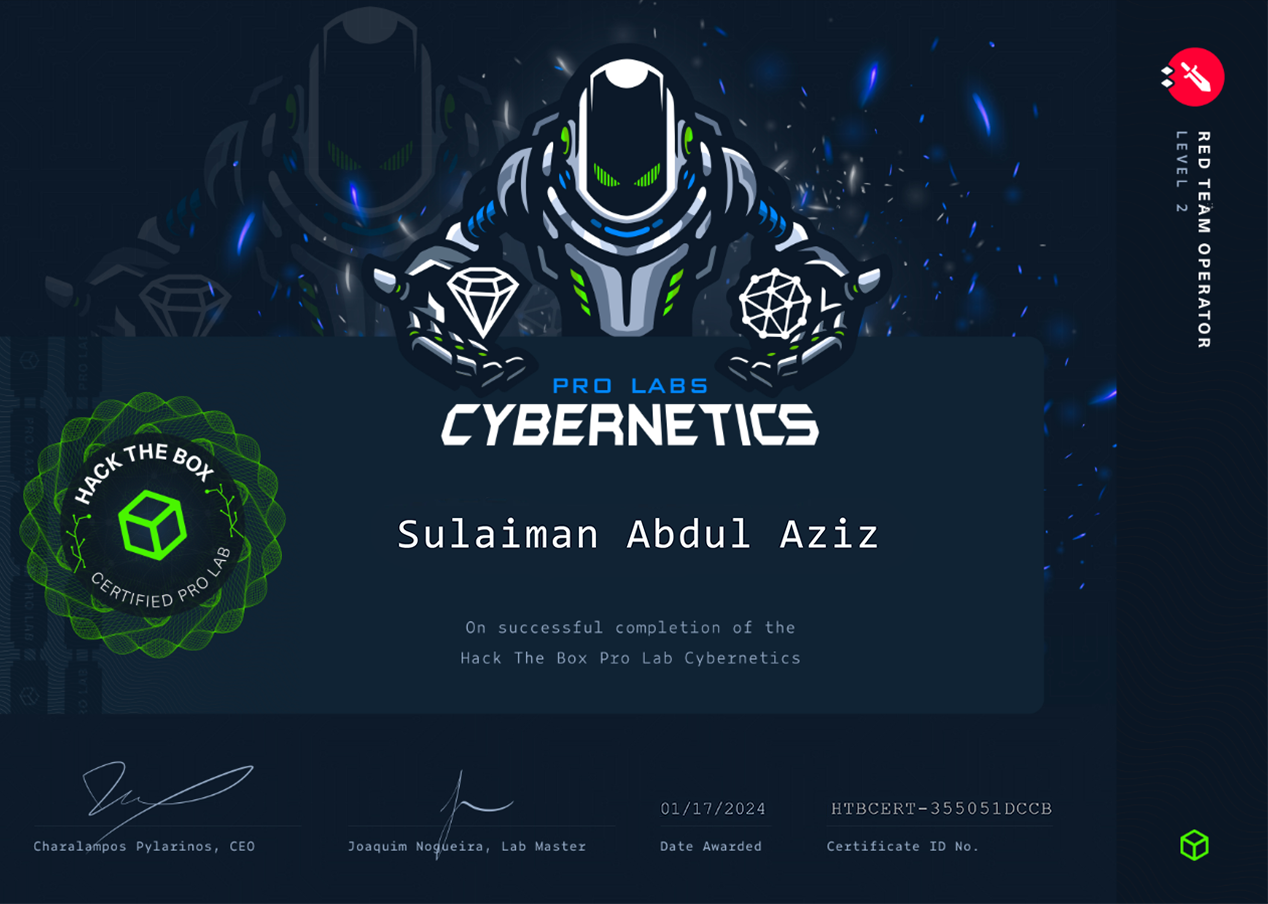 RED TEAM OPERATOR
LEVEL 2
PRO LABS
CYBERNETICS
HACK THE BOX
CERTIFIED PRO LAB
Sulaiman Abdul Aziz
On successful completion of the
Hack The Box Pro Lab Cybernetics
01/17/2024
HTBCERT-355051DCCB
Charalampos Pylarinos, CEO
Joaquim Nogueira, Lab Master
Date Awarded
Certificate ID No.